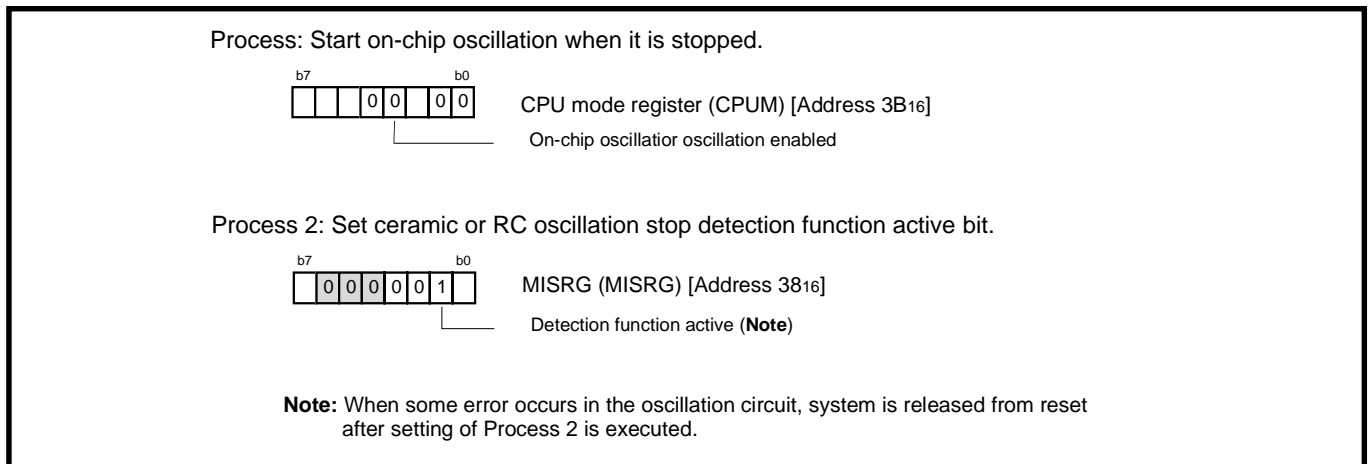 Process: Start on-chip oscillation when it is stopped.
b7 b0
0 0 0 0
CPU mode register (CPUM) [Address 3B16]
On-chip oscillatior oscillation enabled
Process 2: Set ceramic or RC oscillation stop detection function active bit.
b7 b0
0 0 0 0 0 1
MISRG (MISRG) [Address 3816]
Detection function active (Note)
Note: When some error occurs in the oscillation circuit, system is released from reset
after setting of Process 2 is executed.